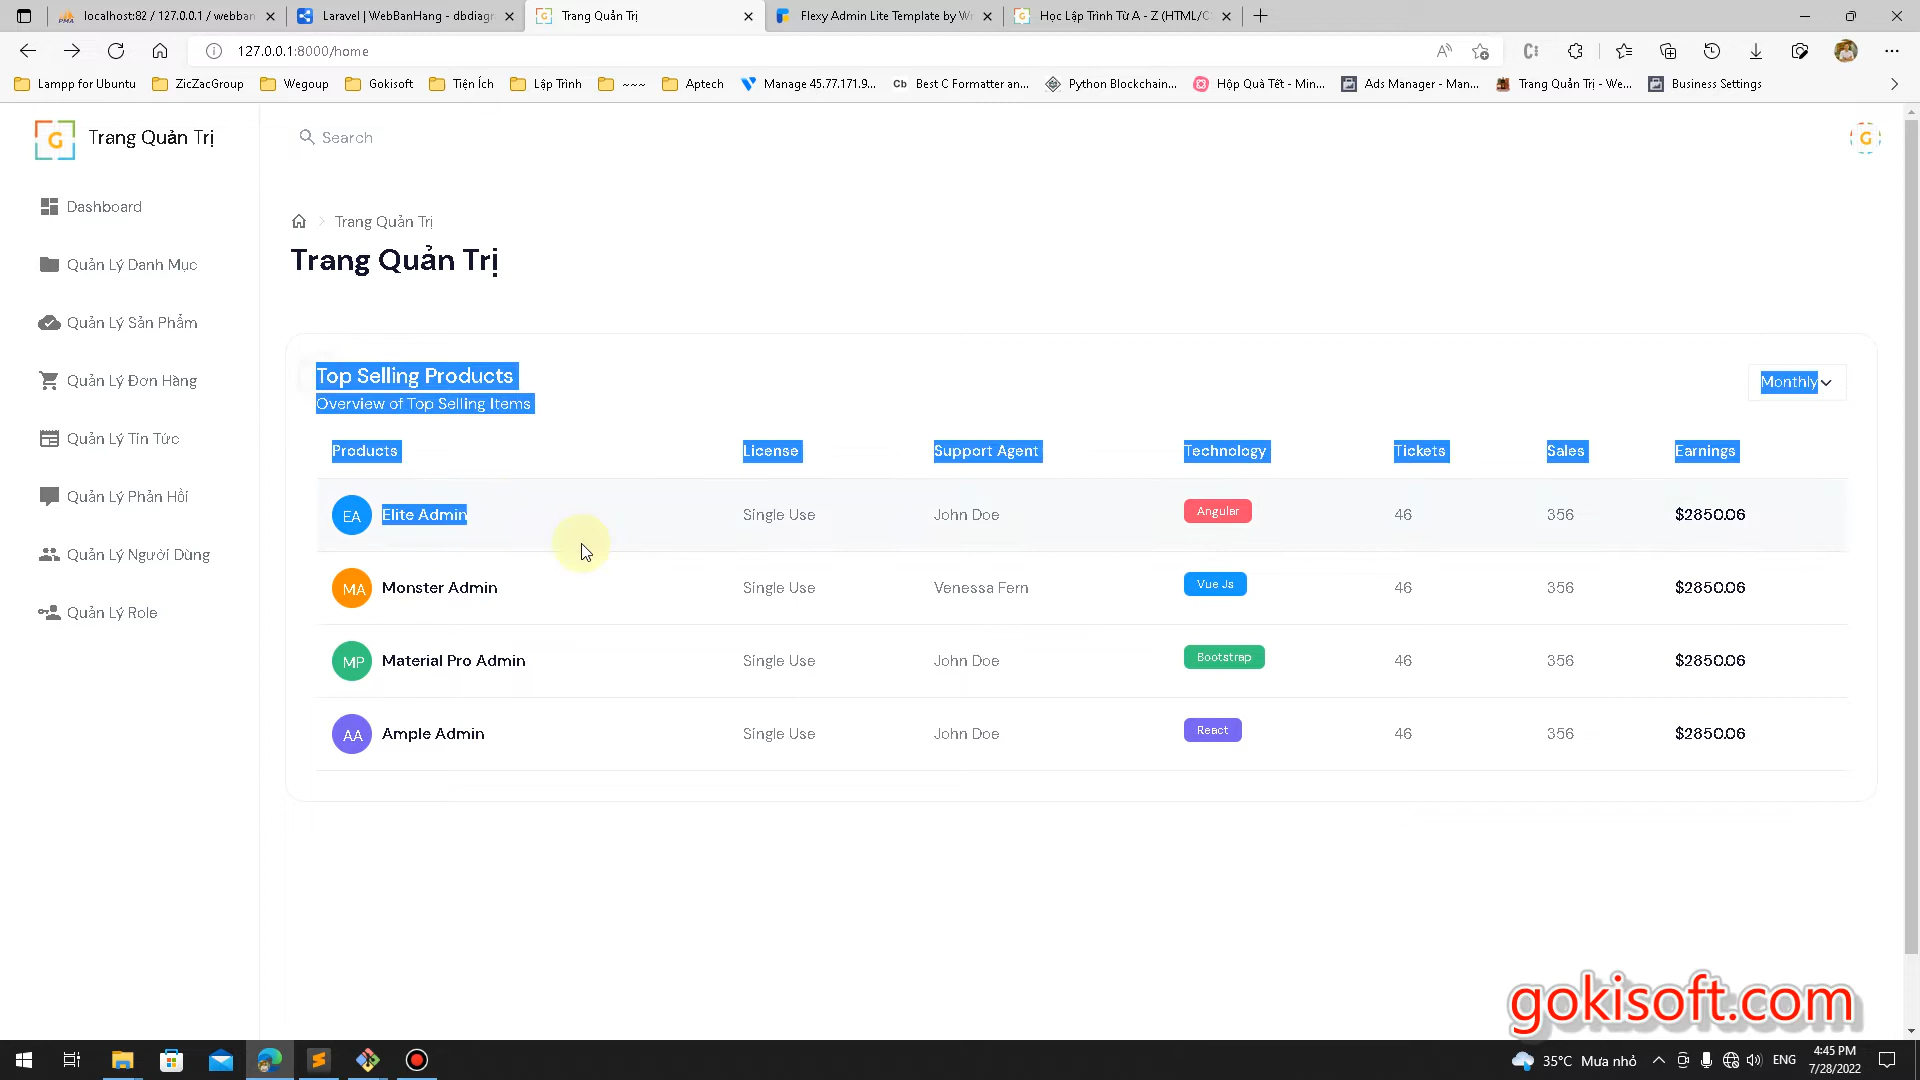 localhost:82 / 127.0.0.1 / webban
Laravel | WebBanHang - dbdiagr
Trang Quản Trị
Flexy Admin Lite Template by W
Học Lập Trình Từ A - Z (HTML/C
127.0.0.1:8000/home
Lampp for Ubuntu
ZicZacGroup
Wegoup
Gokisoft
Tiện Ích
Lập Trình
~~~
Aptech
Manage 45.77.171.9...
Cb
Best C Formatter an...
Python Blockchain...
Hộp Quà Tết - Min...
Ads Manager - Man...
Trang Quản Trị - We...
Business Settings
G
Trang Quản Trị
Search
G
Dashboard
Quản Lý Danh Mục
Quản Lý Sản Phẩm
Quản Lý Đơn Hàng
Quản Lý Tin Tức
Quản Lý Phản Hồi
Quản Lý Người Dùng
Quản Lý Role
Trang Quản Trị
Trang Quản Trị
Top Selling Products
Overview of Top Selling Items
Monthly
Products License Support Agent Technology Tickets Sales Earnings
EA Elite Admin Single Use John Doe Angular 46 356 $2850.06
MA Monster Admin Single Use Venessa Fern Vue Js 46 356 $2850.06
MP Material Pro Admin Single Use John Doe Bootstrap 46 356 $2850.06
AA Ample Admin Single Use John Doe React 46 356 $2850.06
gokisoft.com
35°C Mưa nhỏ
ENG
4:45 PM
7/28/2022